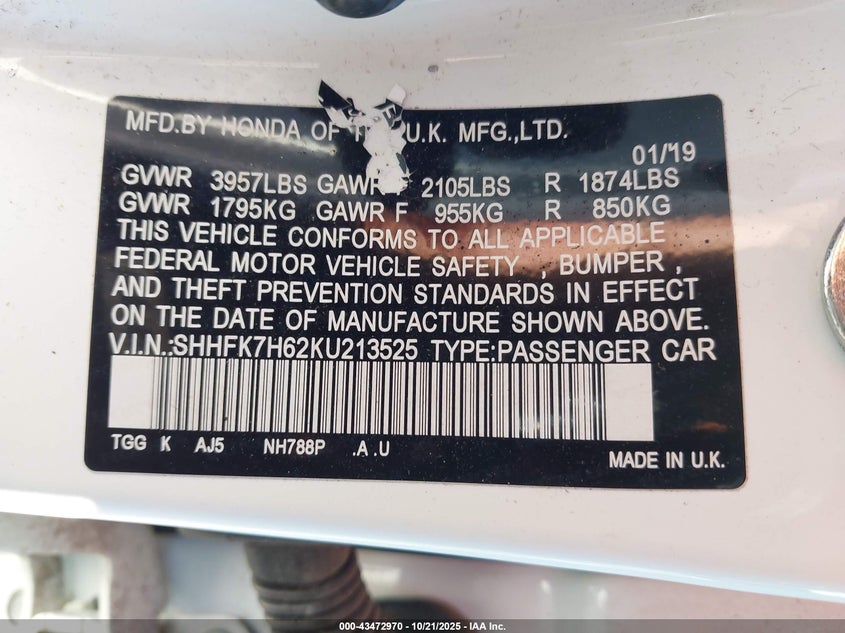 MFD.BY HONDA OF U.K. MFG.,LTD.
01/19
GVWR 3957LBS GAWR F 2105LBS R 1874LBS
GVWR 1795KG GAWR F 955KG R 850KG
THIS VEHICLE CONFORMS TO ALL APPLICABLE
FEDERAL MOTOR VEHICLE SAFETY , BUMPER ,
AND THEFT PREVENTION STANDARDS IN EFFECT
ON THE DATE OF MANUFACTURE SHOWN ABOVE.
V.I.N.:SHHFK7H62KU213525 TYPE:PASSENGER CAR
TGG K AJ5 NH788P .A .U
MADE IN U.K.
000-43472970 - 10/21/2025 - IAA Inc.